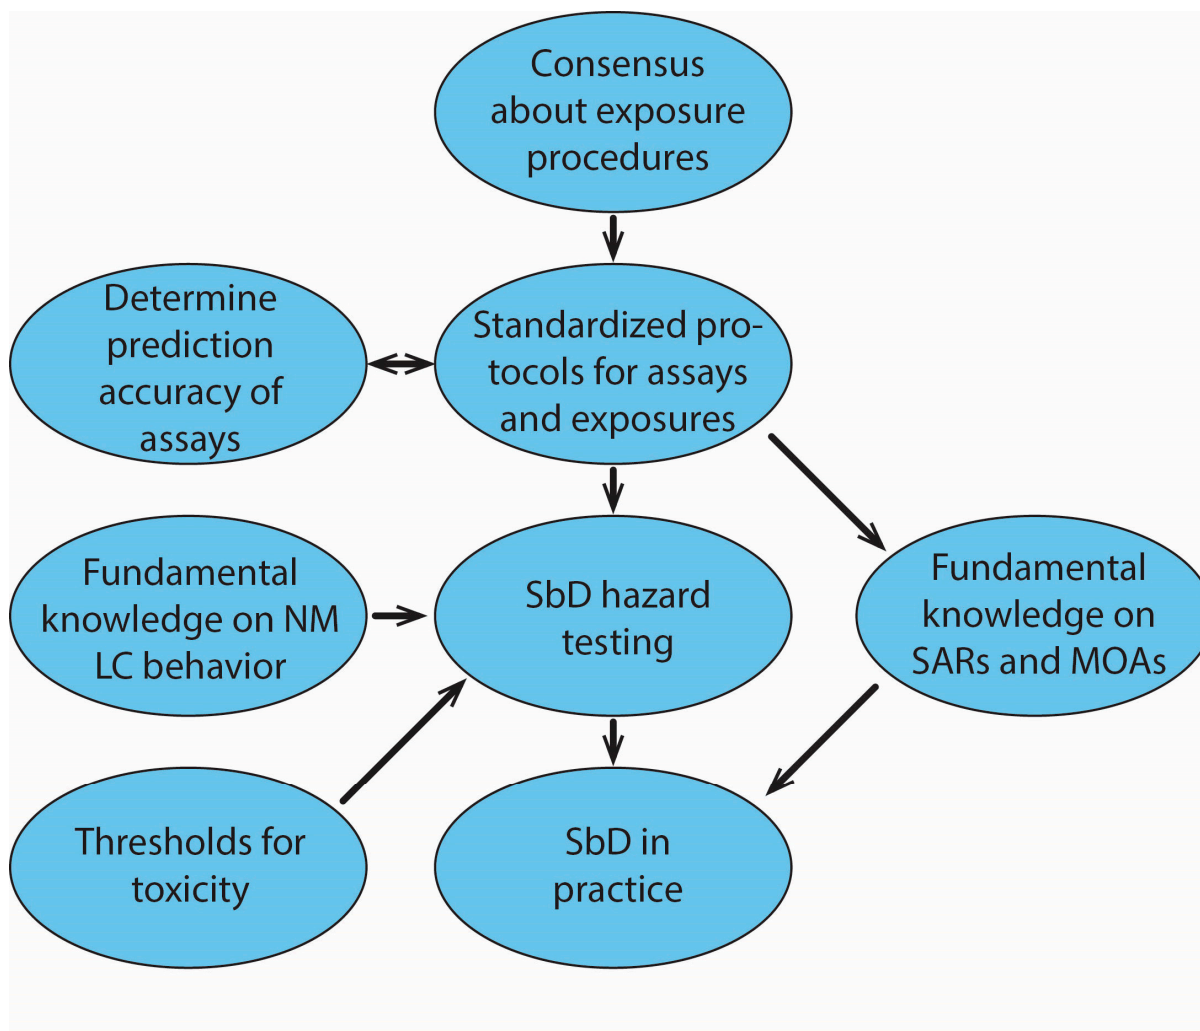 Consensus
about exposure
procedures
Determine
prediction
accuracy of
assays
Standardized pro-
tocols for assays
and exposures
Fundamental
knowledge on NM
LC behavior
SbD hazard
testing
Fundamental
knowledge on
SARs and MOAs
Thresholds for
toxicity
SbD in
practice